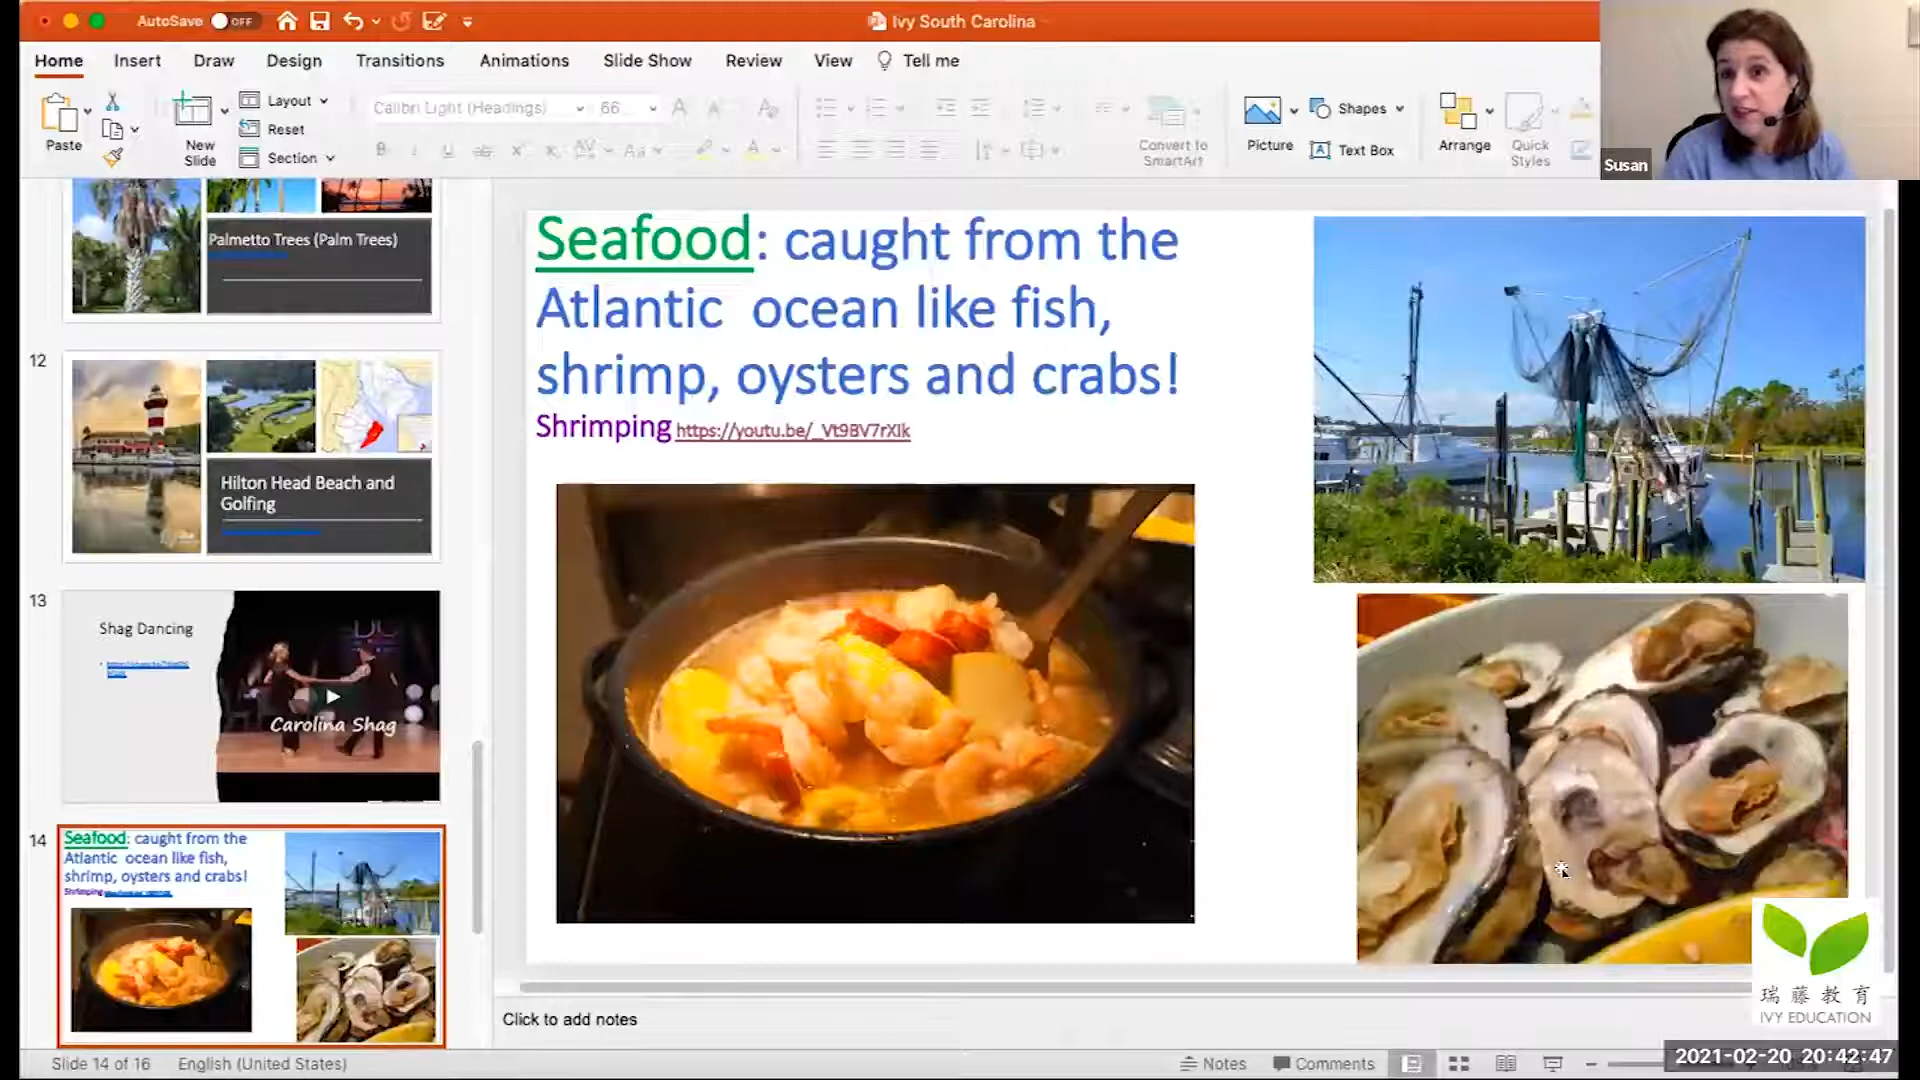 AutoSave OFF
Ivy South Carolina
Home Insert Draw Design Transitions Animations Slide Show Review View Tell me
Paste
New Slide
Layout
Reset
Section
Calibri Light (Headings) 66
Convert to SmartArt
Picture
Shapes
Text Box
Arrange
Quick Styles
Susan
Palmetto Trees (Palm Trees)
12
Hilton Head Beach and
Golfing
13
Shag Dancing
Carolina Shag
14
Seafood: caught from the
Atlantic ocean like fish,
shrimp, oysters and crabs!
Shrimping
Seafood: caught from the
Atlantic ocean like fish,
shrimp, oysters and crabs!
Shrimping https://youtu.be/_Vt9BV7rXIk
瑞藤教育
IVY EDUCATION
Click to add notes
Slide 14 of 16 English (United States) Notes Comments
2021-02-20 20:42:47